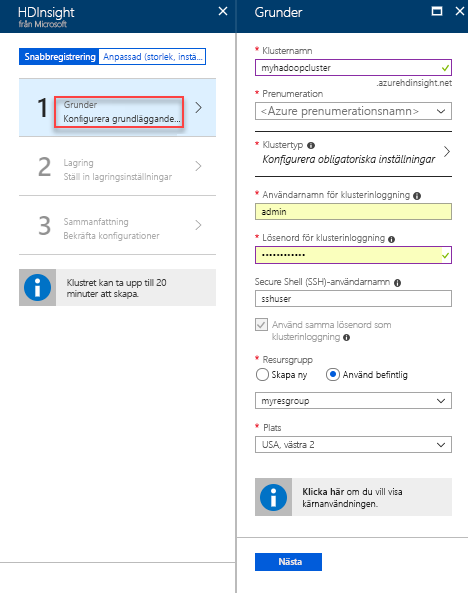 HDInsight
från Microsoft
Snabbregistrering
Anpassad (storlek, instä...
1
Grunder
Konfigurera grundläggande...
2
Lagring
Ställ in lagringsinställningar
3
Sammanfattning
Bekräfta konfigurationer
Klustret kan ta upp till 20
minuter att skapa.
Grunder
* Klusternamn
myhadoopcluster
.azurehdinsight.net
* Prenumeration
<Azure prenumerationsnamn>
Klustertyp
Konfigurera obligatoriska inställningar
* Användarnamn för klusterinloggning
admin
* Lösenord för klusterinloggning
••••••••••••
Secure Shell (SSH)-användarnamn
sshuser
Använd samma lösenord som
klusterinloggning
* Resursgrupp
Skapa ny
Använd befintlig
myresgroup
* Plats
USA, västra 2
Klicka här om du vill visa
kärnanvändningen.
Nästa